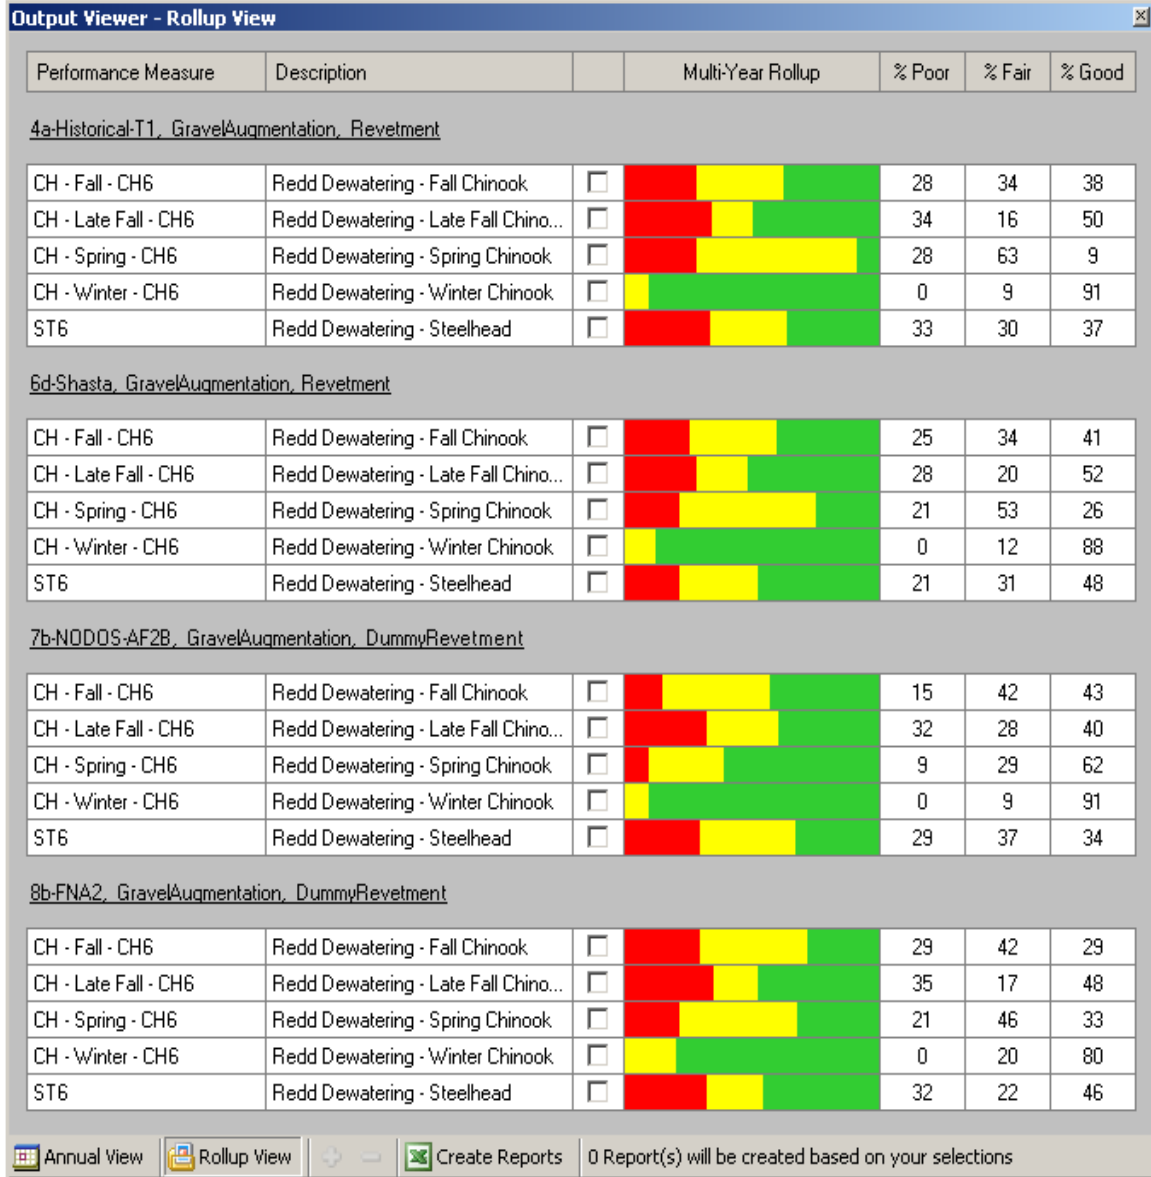 Output Viewer - Rollup View
Performance Measure Description Multi-Year Rollup % Poor % Fair % Good
4a-Historical-T1, GravelAugmentation, Revetment
CH - Fall - CH6 Redd Dewatering - Fall Chinook 28 34 38
CH - Late Fall - CH6 Redd Dewatering - Late Fall Chino... 34 16 50
CH - Spring - CH6 Redd Dewatering - Spring Chinook 28 63 9
CH - Winter - CH6 Redd Dewatering - Winter Chinook 0 9 91
ST6 Redd Dewatering - Steelhead 33 30 37
6d-Shasta, GravelAugmentation, Revetment
CH - Fall - CH6 Redd Dewatering - Fall Chinook 25 34 41
CH - Late Fall - CH6 Redd Dewatering - Late Fall Chino... 28 20 52
CH - Spring - CH6 Redd Dewatering - Spring Chinook 21 53 26
CH - Winter - CH6 Redd Dewatering - Winter Chinook 0 12 88
ST6 Redd Dewatering - Steelhead 21 31 48
7b-NODOS-AF2B, GravelAugmentation, DummyRevetment
CH - Fall - CH6 Redd Dewatering - Fall Chinook 15 42 43
CH - Late Fall - CH6 Redd Dewatering - Late Fall Chino... 32 28 40
CH - Spring - CH6 Redd Dewatering - Spring Chinook 9 29 62
CH - Winter - CH6 Redd Dewatering - Winter Chinook 0 9 91
ST6 Redd Dewatering - Steelhead 29 37 34
8b-FNA2, GravelAugmentation, DummyRevetment
CH - Fall - CH6 Redd Dewatering - Fall Chinook 29 42 29
CH - Late Fall - CH6 Redd Dewatering - Late Fall Chino... 35 17 48
CH - Spring - CH6 Redd Dewatering - Spring Chinook 21 46 33
CH - Winter - CH6 Redd Dewatering - Winter Chinook 0 20 80
ST6 Redd Dewatering - Steelhead 32 22 46
Annual View Rollup View Create Reports 0 Report(s) will be created based on your selections